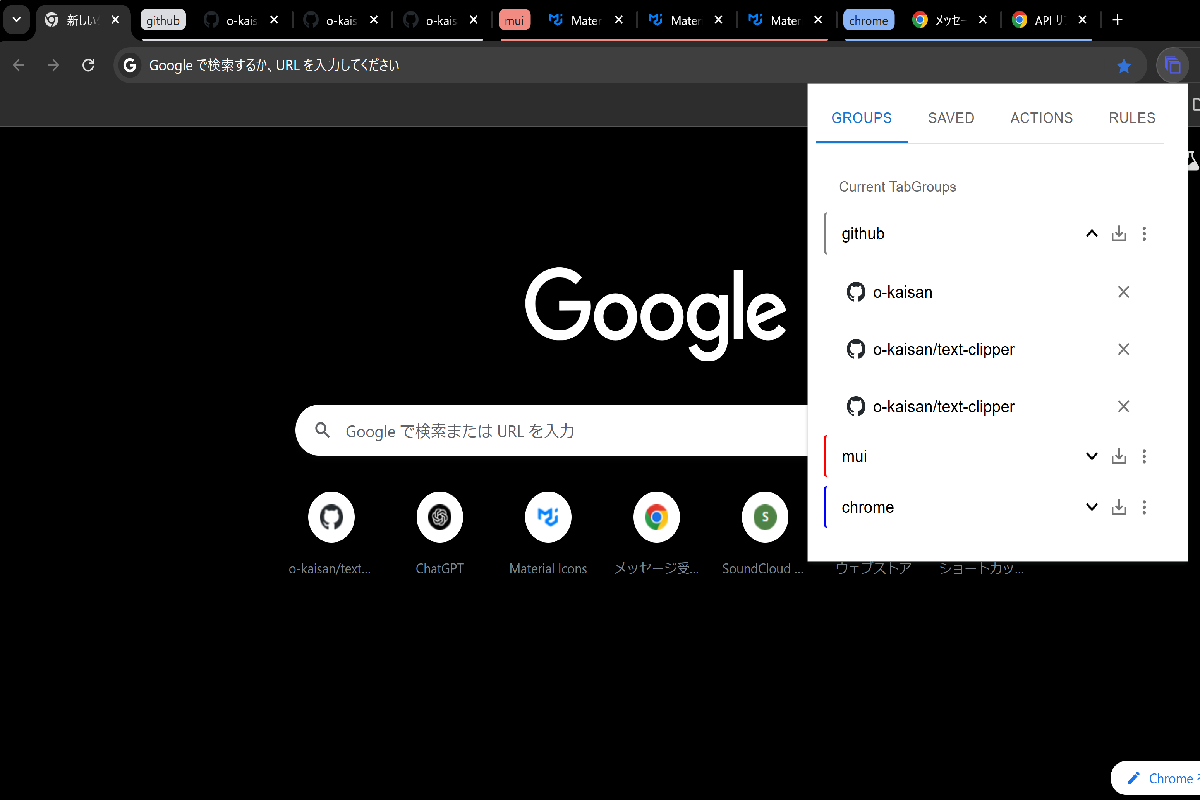 新しい
github
o-kais
o-kais
o-kais
mui
Mater
Mater
Mater
chrome
メッセー
API リ
Google で検索するか、URL を入力してください
GROUPS
SAVED
ACTIONS
RULES
Current TabGroups
github
o-kaisan
o-kaisan/text-clipper
o-kaisan/text-clipper
mui
chrome
Google
Google で検索または URL を入力
S
o-kaisan/text...
ChatGPT
Material Icons
メッセージ受...
SoundCloud ...
ウェブストア
ショートカッ...
Chrome